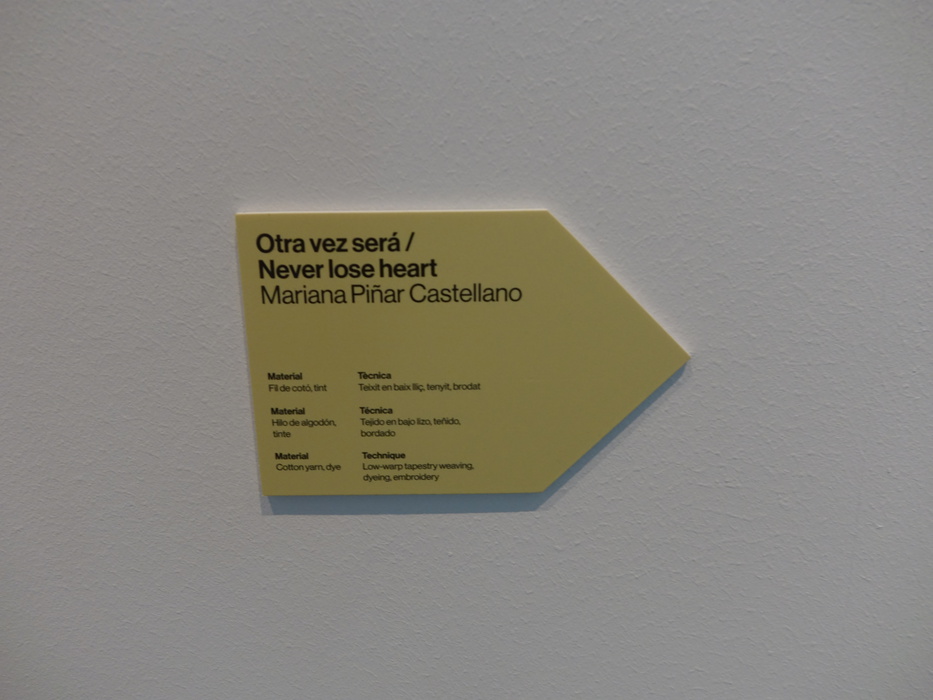 Otra vez será /
Never lose heart
Mariana Piñar Castellano
Material
Fil de cotó, tint
Tècnica
Teixit en baix lliç, tenyit, brodat
Material
Hilo de algodón,
tinte
Técnica
Tejido en bajo lizo, teñido,
bordado
Material
Cotton yarn, dye
Technique
Low-warp tapestry weaving,
dyeing, embroidery